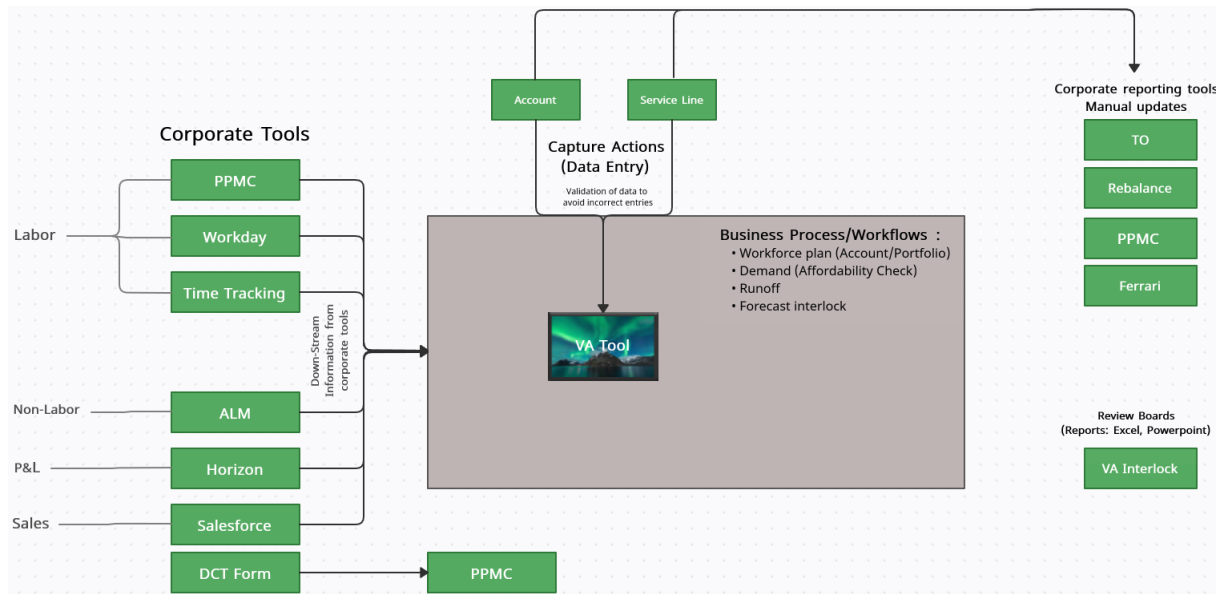 Account
Service Line
Corporate reporting tools
Manual updates
TO
Rebalance
PPMC
Ferrari
Corporate Tools
Capture Actions
(Data Entry)
Validation of data to
avoid incorrect entries
Labor
PPMC
Workday
Time Tracking
Down-Stream
Information from
corporate tools
Business Process/Workflows :
• Workforce plan (Account/Portfolio)
• Demand (Affordability Check)
• Runoff
• Forecast interlock
VA Tool
Non-Labor
ALM
P&L
Horizon
Sales
Salesforce
DCT Form
PPMC
Review Boards
(Reports: Excel, Powerpoint)
VA Interlock